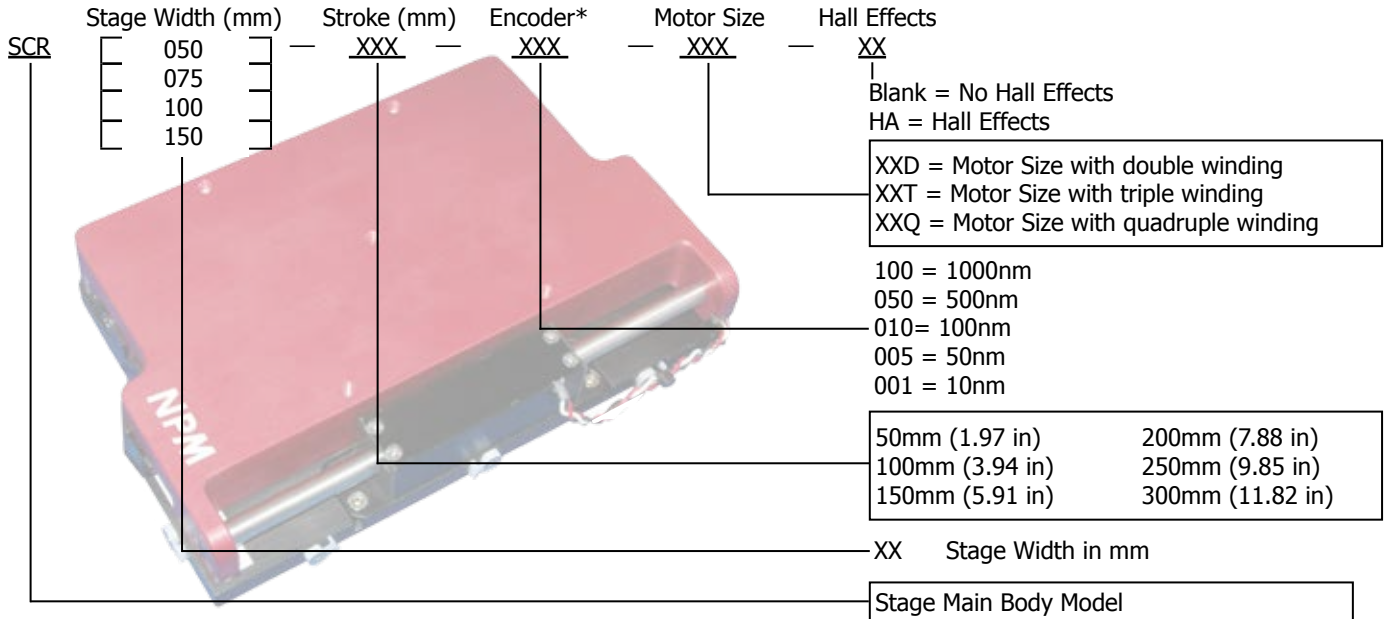 Stage Width (mm) Stroke (mm) Encoder* Motor Size Hall Effects
SCR 050 — XXX — XXX — XXX — XX
075
100
150
Blank = No Hall Effects
HA = Hall Effects
XXD = Motor Size with double winding
XXT = Motor Size with triple winding
XXQ = Motor Size with quadruple winding
100 = 1000nm
050 = 500nm
010= 100nm
005 = 50nm
001 = 10nm
50mm (1.97 in) 200mm (7.88 in)
100mm (3.94 in) 250mm (9.85 in)
150mm (5.91 in) 300mm (11.82 in)
XX Stage Width in mm
Stage Main Body Model
NPM